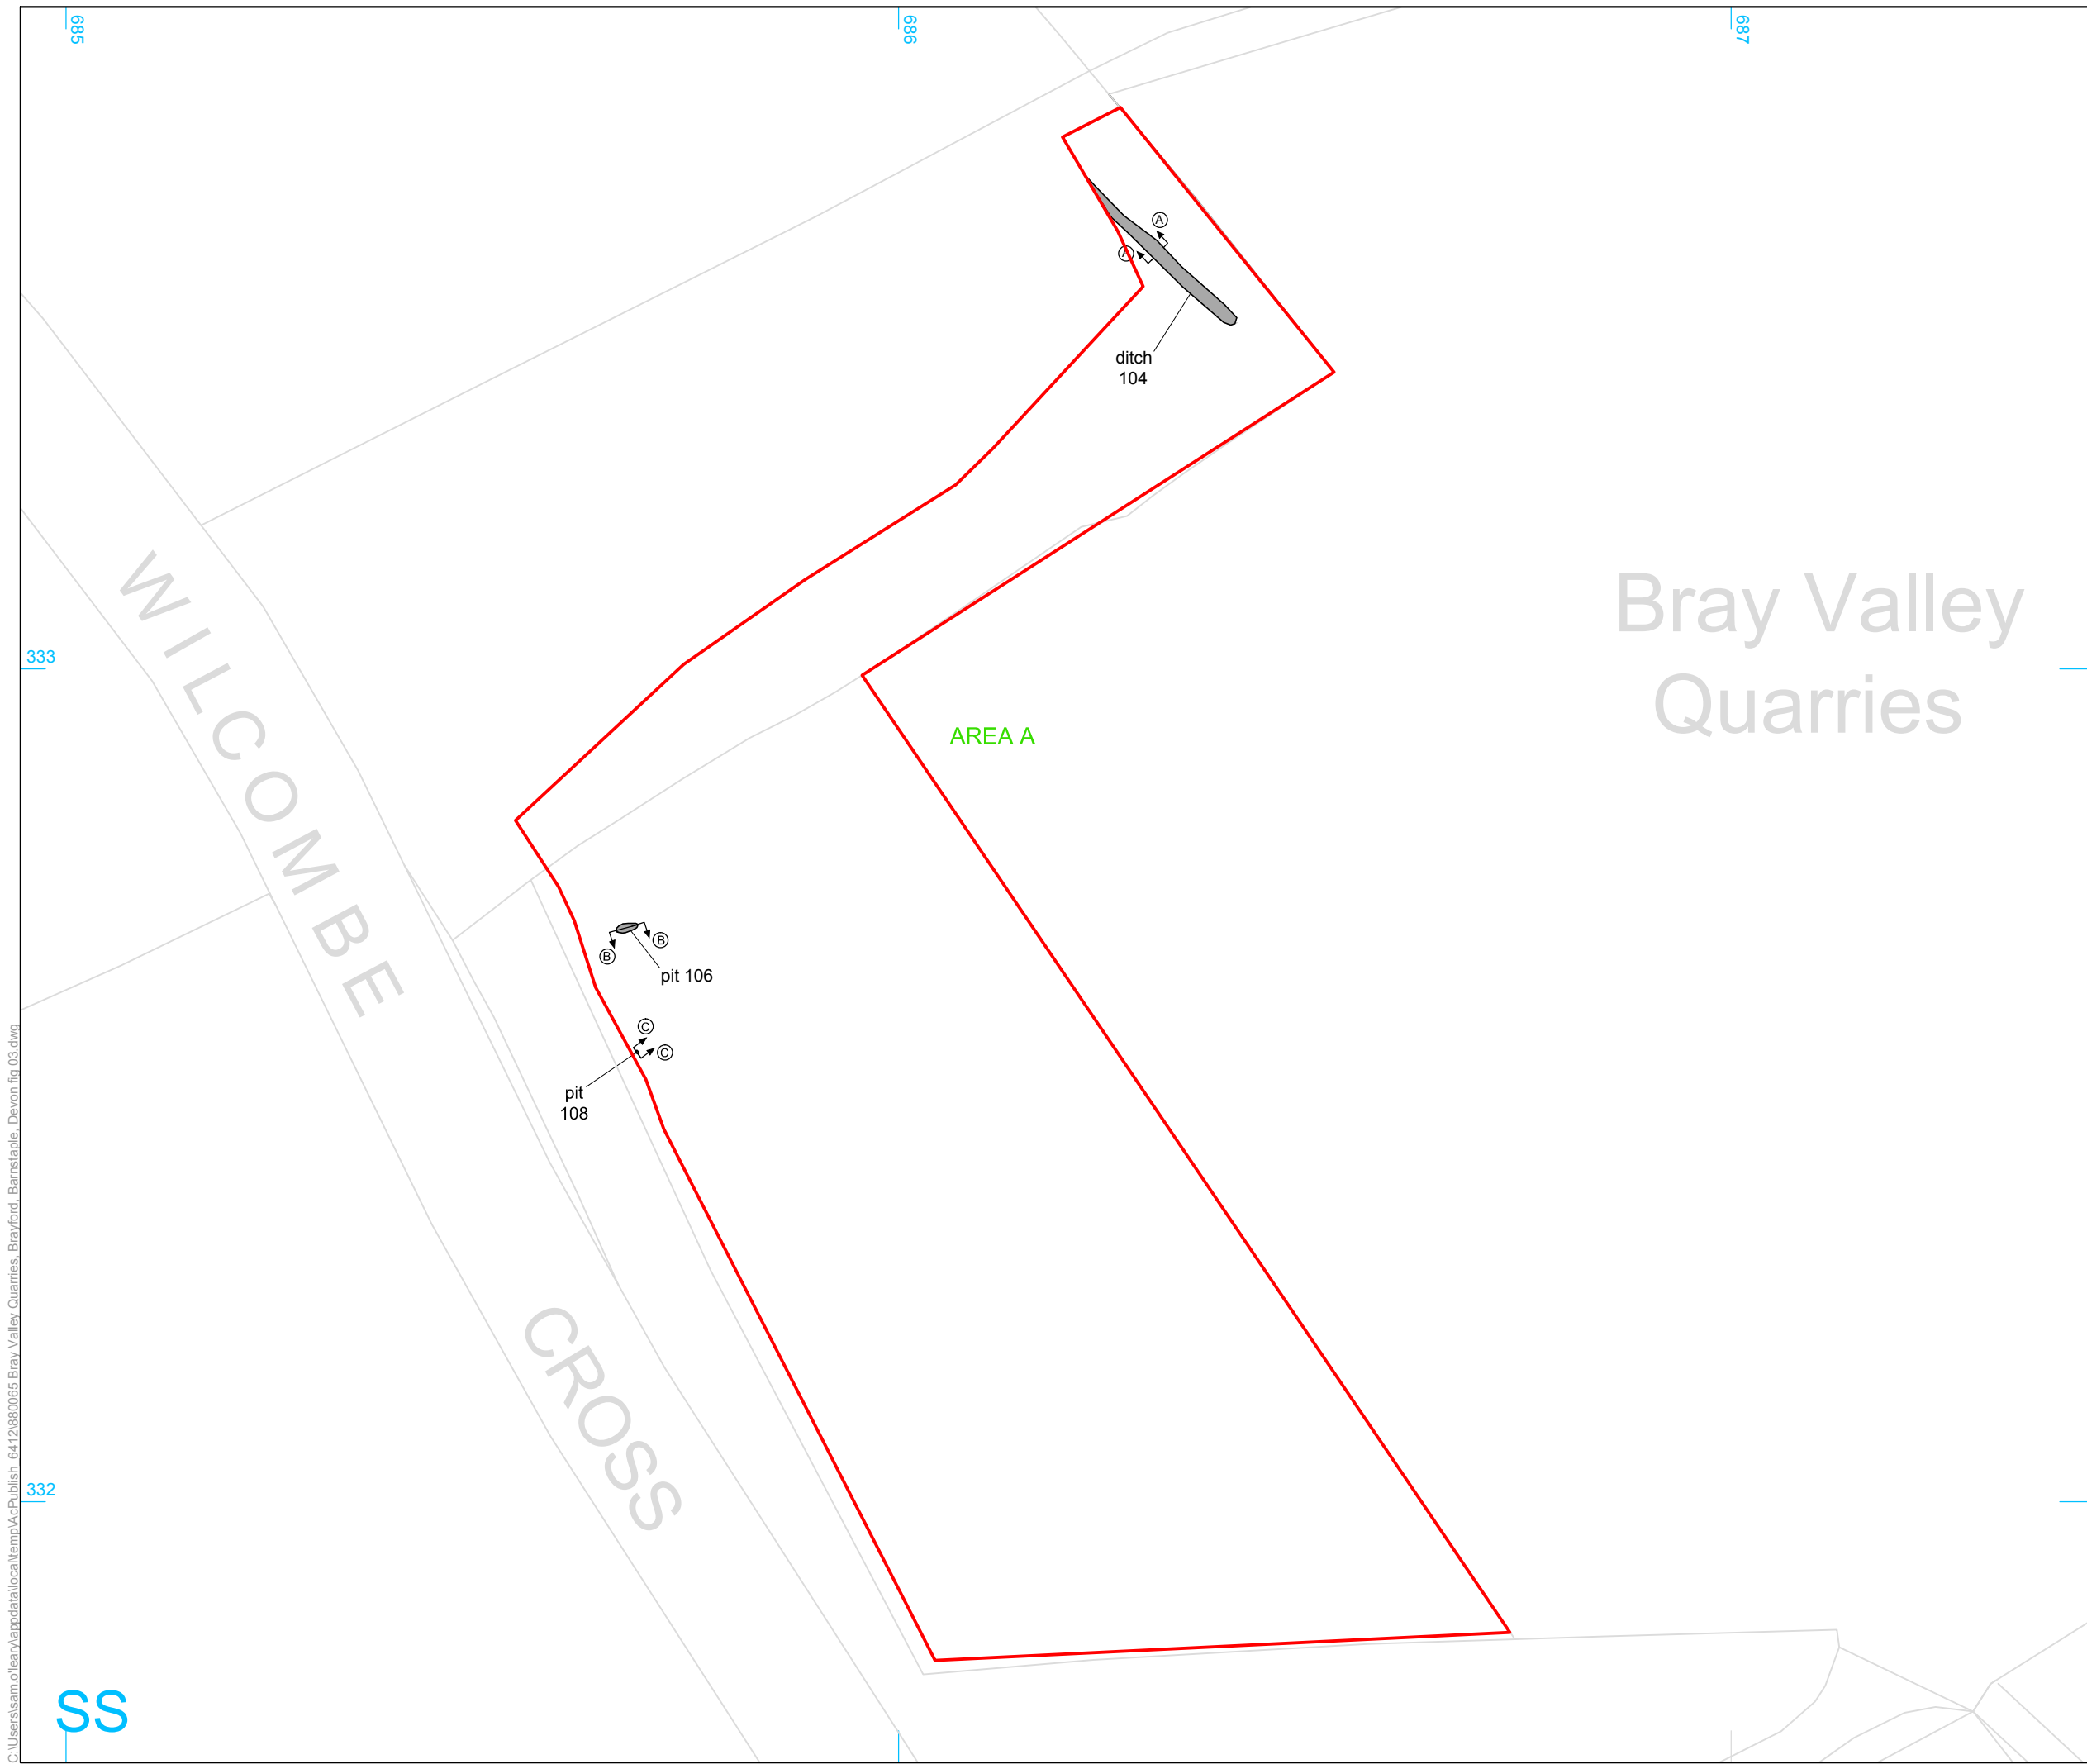 685
686
687
Ⓐ
Ⓐ
ditch
104
Bray Valley
Quarries
333
WILCOMBE
AREA A
Ⓑ
Ⓑ
pit 106
Ⓒ
Ⓒ
pit
108
CROSS
332
SS
C:\Users\sam.o'leary\appdata\local\temp\AcPublish_6412\880065 Bray Valley Quarries, Brayford, Barnstaple, Devon fig 03.dwg